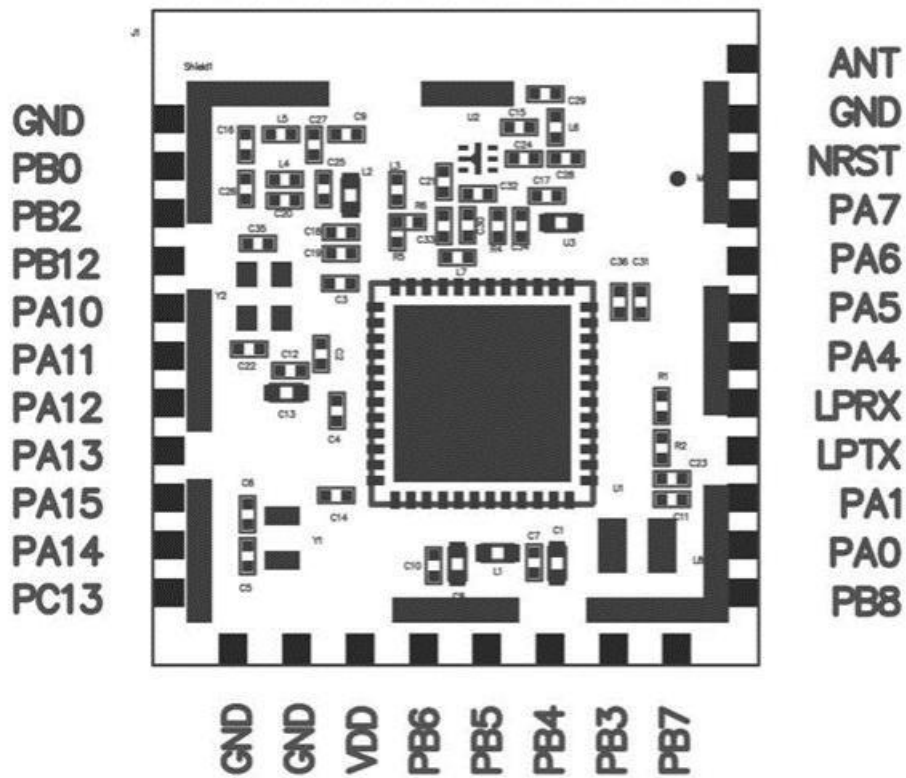 J1
Shield1
ANT
GND
NRST
PA7
PA6
PA5
PA4
LPRX
LPTX
PA1
PA0
PB8
GND
PB0
PB2
PB12
PA10
PA11
PA12
PA13
PA15
PA14
PC13
GND
GND
VDD
PB6
PB5
PB4
PB3
PB7
C16
L5
C27
C9
U2
C15
C29
L6
C24
C28
L4
C25
L2
L3
C32
C17
C26
C20
C18
R6
C33
C30
U3
C35
C19
R5
L7
Y2
C3
C36
C31
C22
C12
C2
C13
C4
R1
R2
C23
C11
C6
C14
Y1
C5
U1
C10
L1
C7
C1